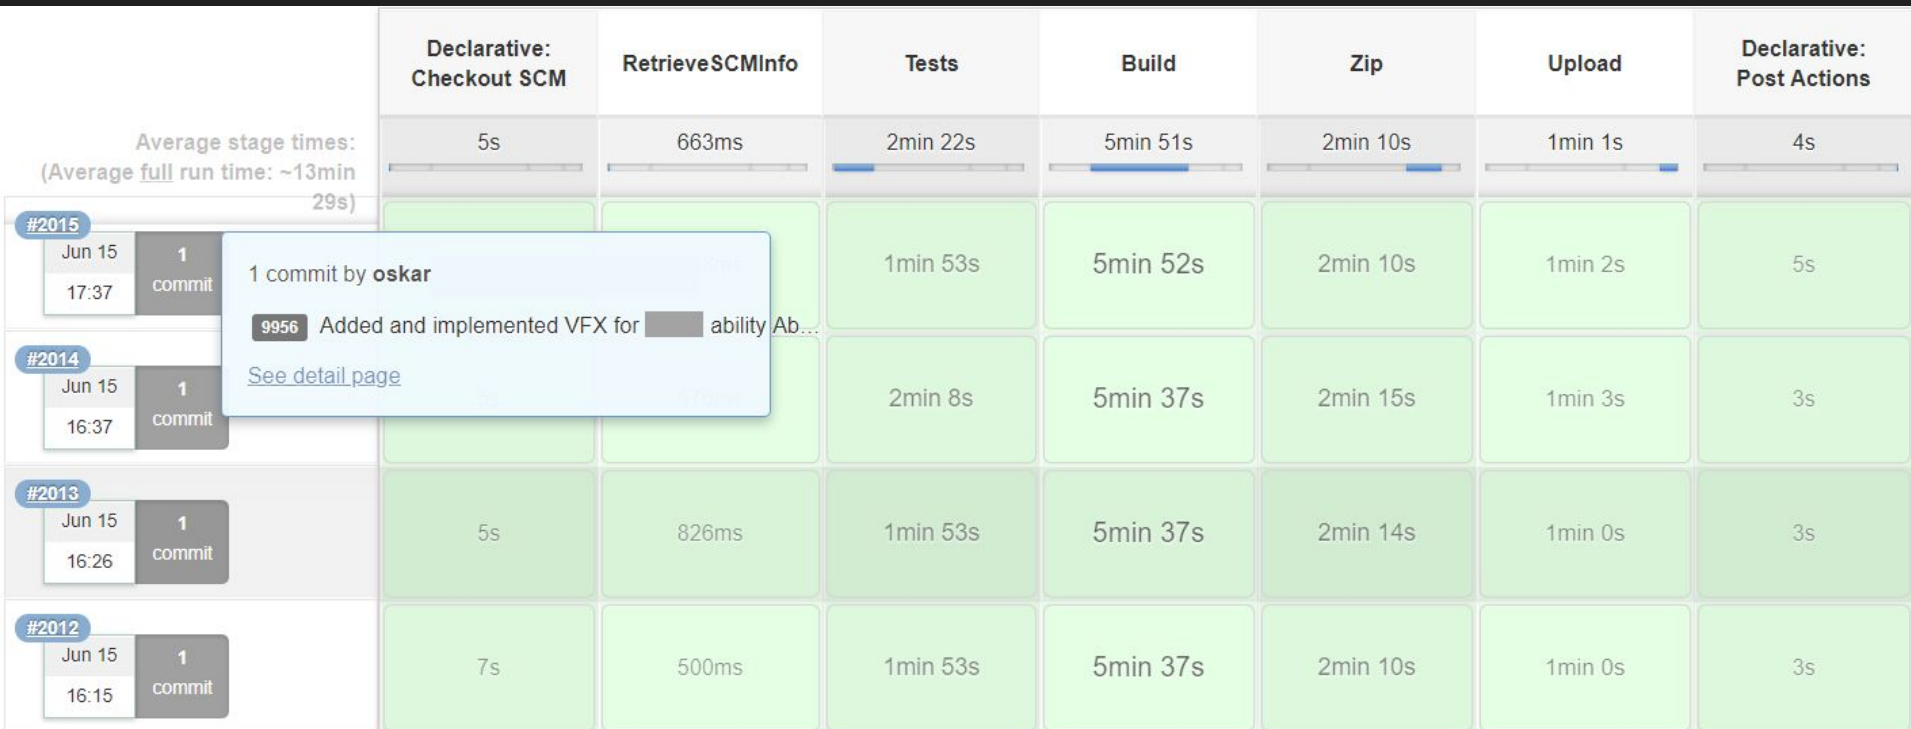 Declarative: Checkout SCM RetrieveSCMInfo Tests Build Zip Upload Declarative: Post Actions
Average stage times:
(Average full run time: ~13min 29s)
5s 663ms 2min 22s 5min 51s 2min 10s 1min 1s 4s
#2015
Jun 15
17:37
1 commit
1min 53s 5min 52s 2min 10s 1min 2s 5s
1 commit by oskar
9956 Added and implemented VFX for ability Ab...
See detail page
#2014
Jun 15
16:37
1 commit
2min 8s 5min 37s 2min 15s 1min 3s 3s
#2013
Jun 15
16:26
1 commit
5s 826ms 1min 53s 5min 37s 2min 14s 1min 0s 3s
#2012
Jun 15
16:15
1 commit
7s 500ms 1min 53s 5min 37s 2min 10s 1min 0s 3s